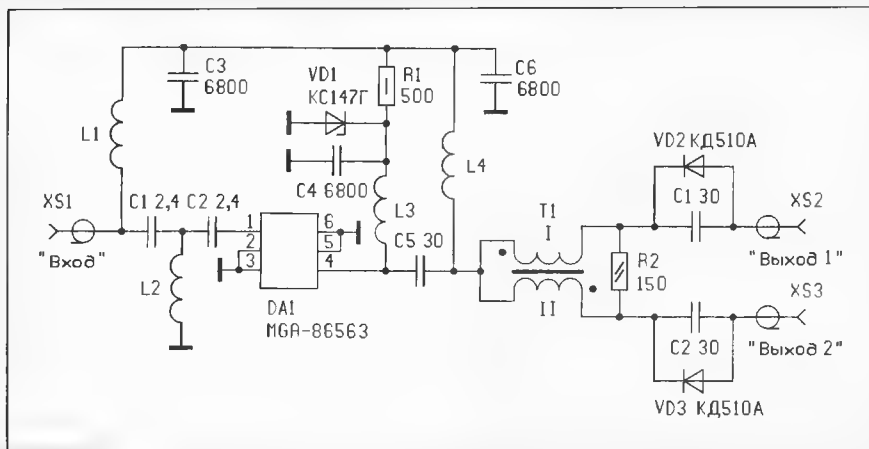 C3
6800
VD1
КС147Г
R1
500
C6
6800
L1
C4 6800
L4
VD2 КД510А
XS1
C1 2,4
C2 2,4
L3
C1 30
XS2
"Вход"
1
2
3
6
5
4
C5 30
T1
I
II
R2
150
"Выход 1"
XS3
L2
DA1
MGA-86563
C2 30
"Выход 2"
VD3 КД510А